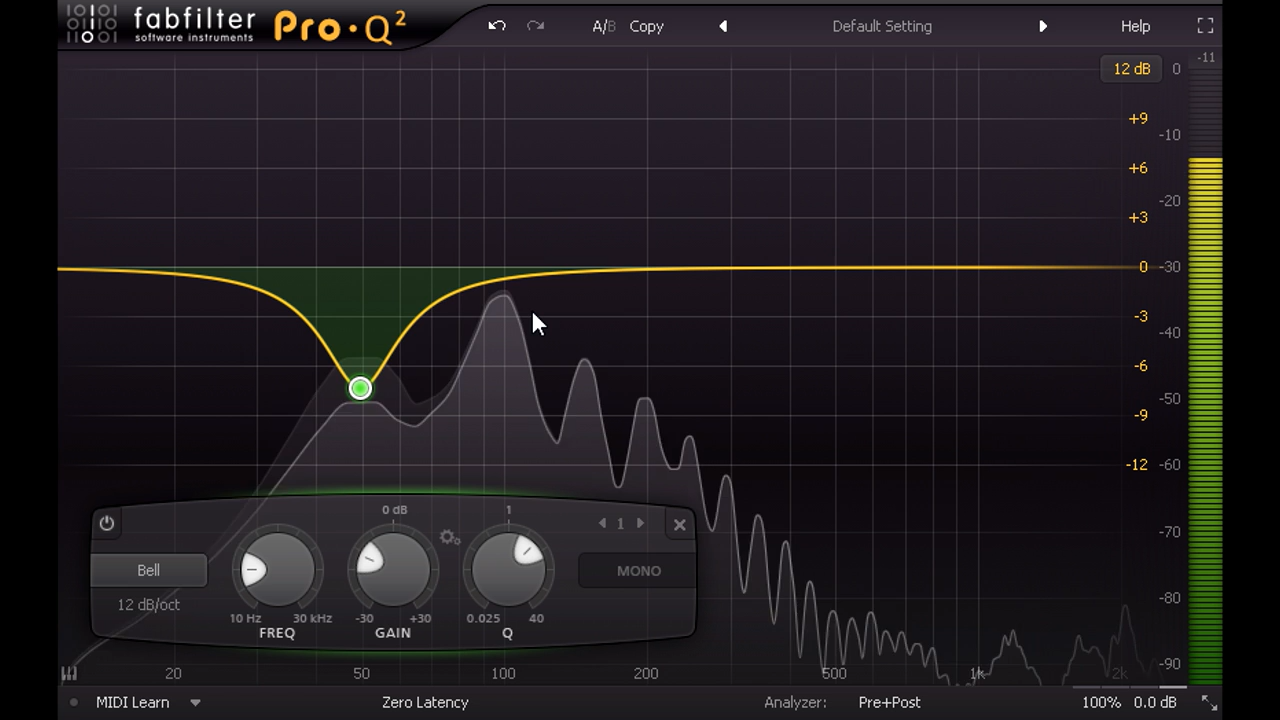 fabfilter Pro·Q²
software instruments
A/B Copy Default Setting Help
-11
12 dB 0
+9
-10
+6
-20
+3
0 -30
-3
-40
-6
-50
-9
-12 -60
-70
-80
-90
0 dB 1
1
Bell
12 dB/oct
MONO
10 Hz 30 kHz -30 +30 0.025 40
FREQ GAIN Q
20 50 100 200 500 1k 2k
MIDI Learn Zero Latency Analyzer: Pre+Post 100% 0.0 dB